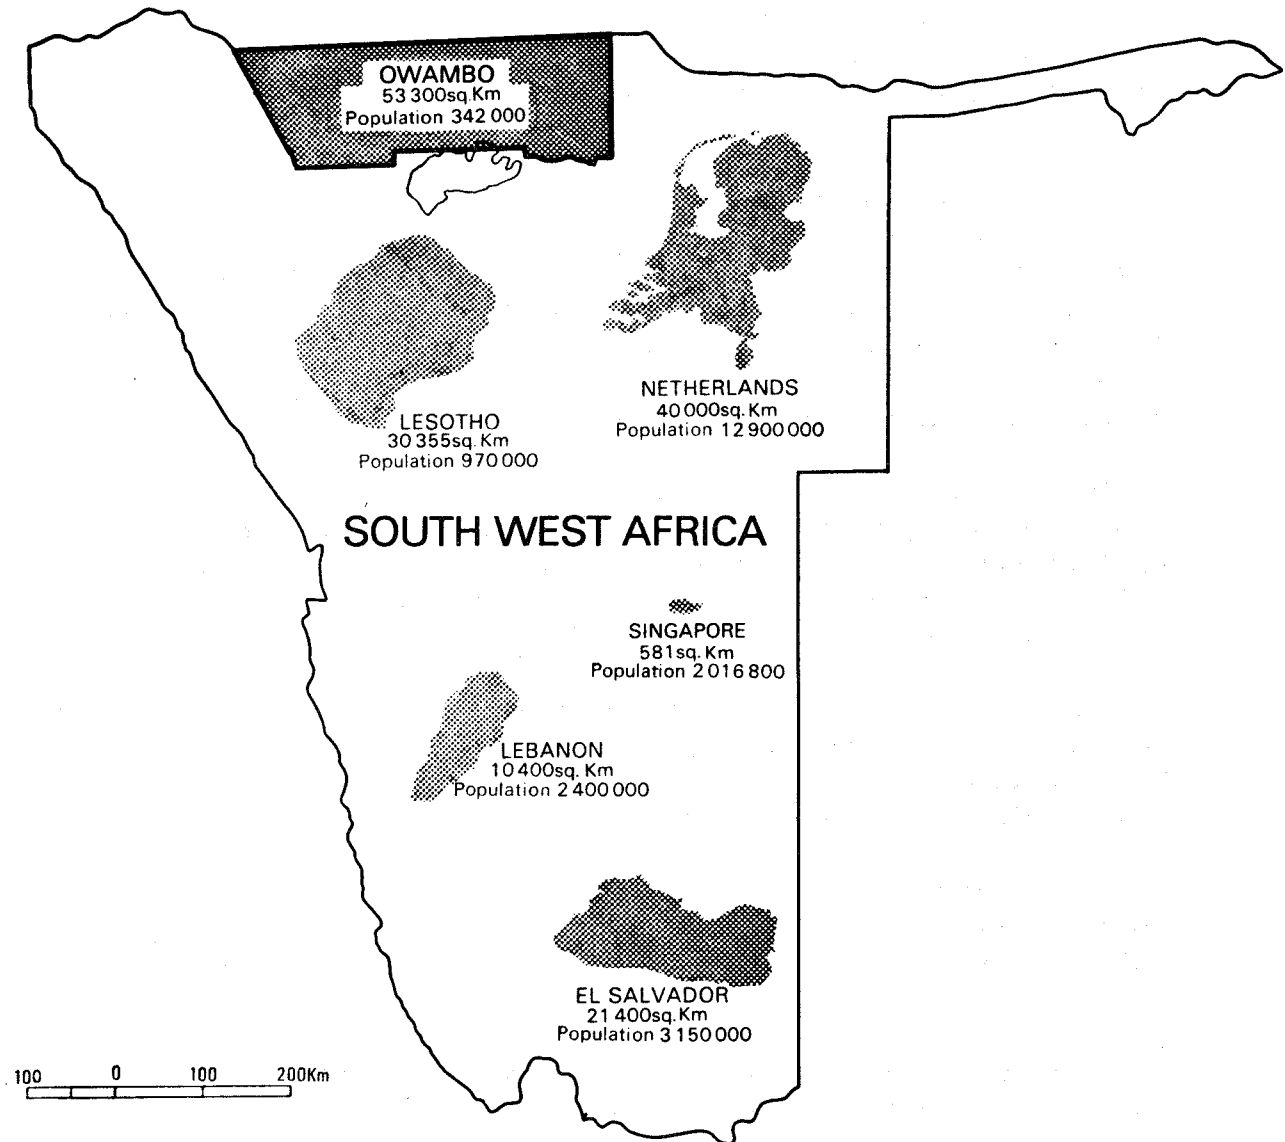 OWAMBO
53 300sq.Km
Population 342 000
NETHERLANDS
40 000sq. Km
Population 12 900 000
LESOTHO
30 355sq. Km
Population 970 000
SOUTH WEST AFRICA
SINGAPORE
581sq. Km
Population 2 016 800
LEBANON
10 400sq. Km
Population 2 400 000
EL SALVADOR
21 400sq. Km
Population 3 150 000
100 0 100 200Km